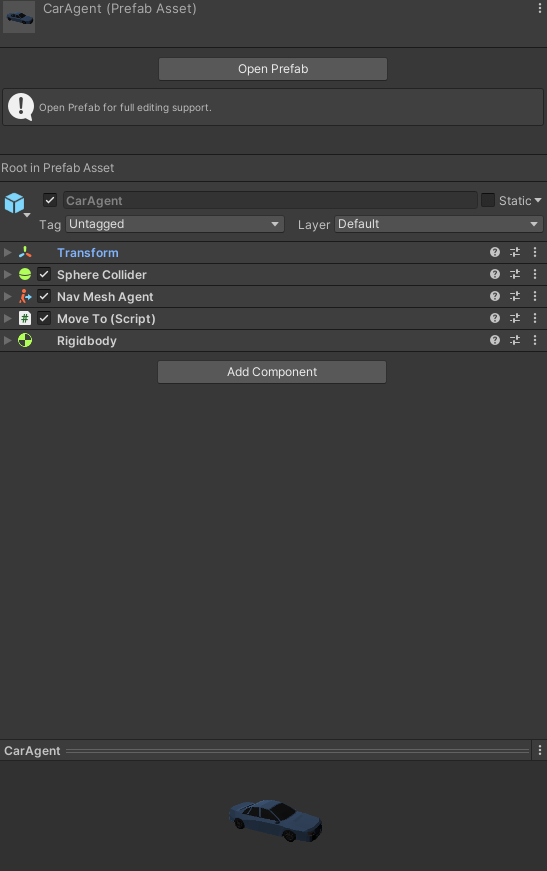 CarAgent (Prefab Asset)
Open Prefab
Open Prefab for full editing support.
Root in Prefab Asset
CarAgent Static
Tag Untagged Layer Default
Transform
Sphere Collider
Nav Mesh Agent
# Move To (Script)
Rigidbody
Add Component
CarAgent